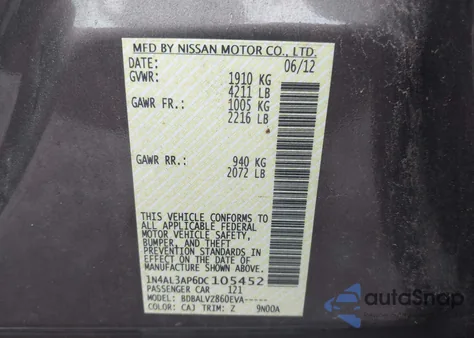 MFD BY NISSAN MOTOR CO., LTD.
DATE: 06/12
GVWR: 1910 KG
4211 LB
GAWR FR.: 1005 KG
2216 LB
GAWR RR.: 940 KG
2072 LB
THIS VEHICLE CONFORMS TO
ALL APPLICABLE FEDERAL
MOTOR VEHICLE SAFETY,
BUMPER, AND THEFT
PREVENTION STANDARDS IN
EFFECT ON THE DATE OF
MANUFACTURE SHOWN ABOVE.
1N4AL3AP6DC105452
PASSENGER CAR 121
MODEL: BDBALVZ860EVA-----
COLOR: CAJ TRIM: Z 9N00A
AutoSnap